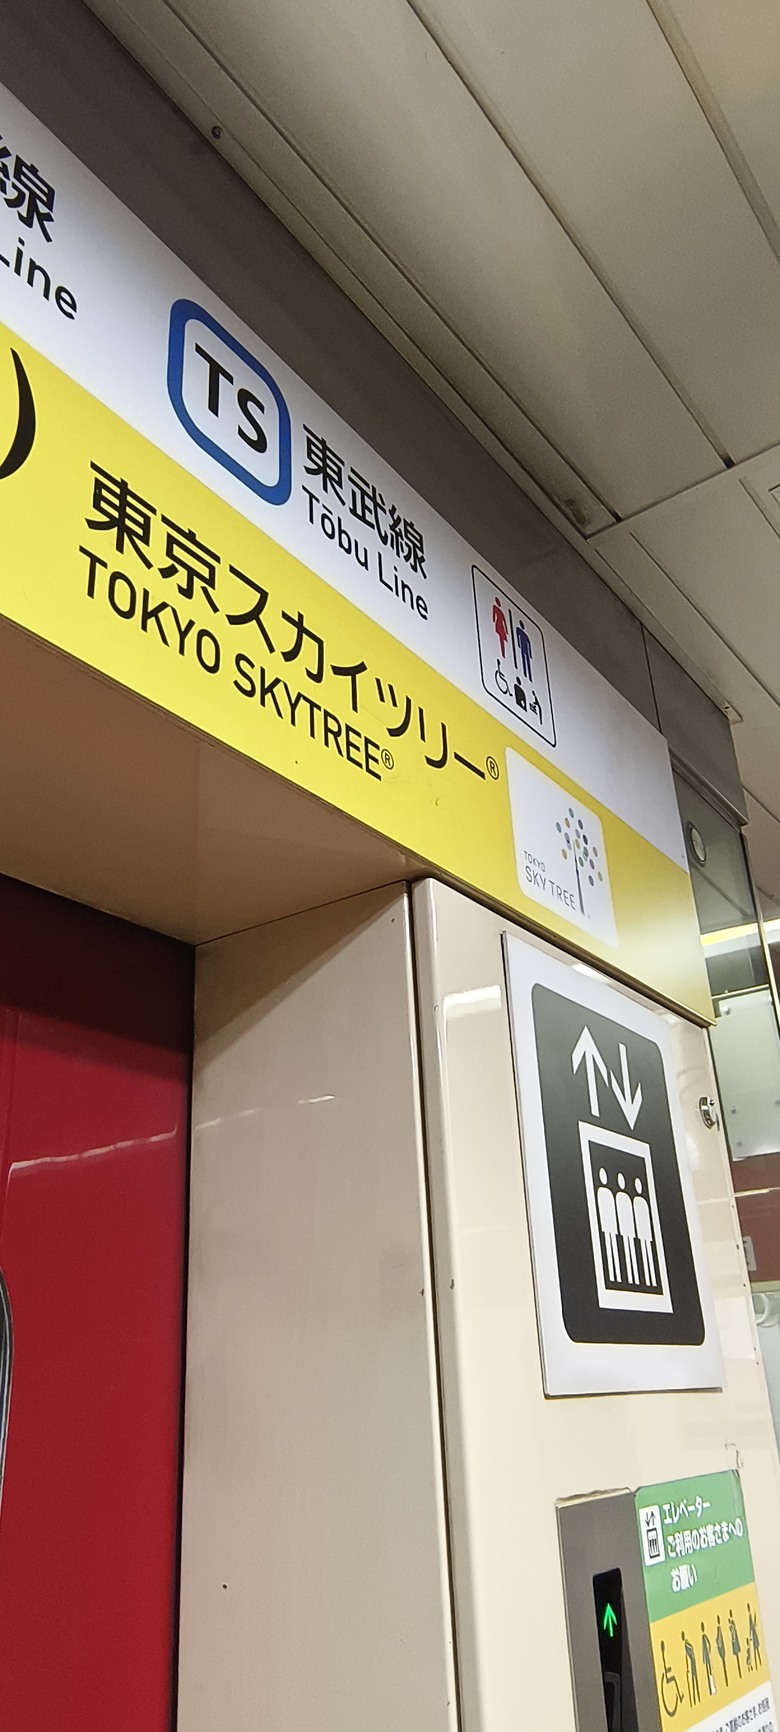 線
Line
TS
東武線
Tōbu Line
東京スカイツリー®
TOKYO SKYTREE®
TOKYO
SKY TREE
エレベーター
ご利用のお客さまへの
お願い